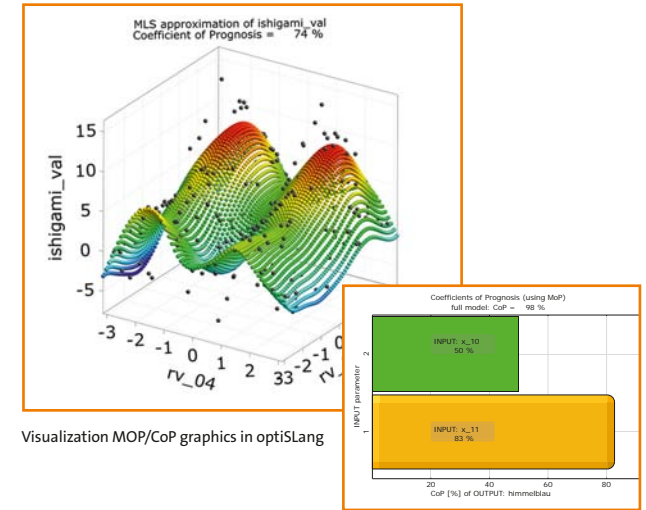 MLS approximation of ishigami_val
Coefficient of Prognosis = 74 %
ishigami_val
15
10
5
0
-5
-3 -2 -1 0 1 2 3
rv_04
3 -2 -1
Coefficients of Prognosis (using MoP)
full model: CoP = 98 %
INPUT parameter
2
INPUT: x_10
50 %
1
INPUT: x_11
83 %
20 40 60 80
CoP [%] of OUTPUT: himmelblau
Visualization MOP/CoP graphics in optiSLang